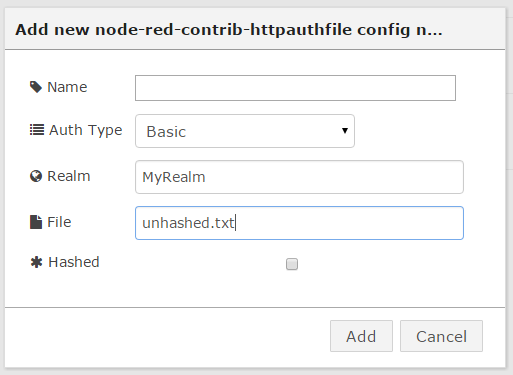 Add new node-red-contrib-httpauthfile config n...
Name
Auth Type Basic
Realm MyRealm
File unhashed.txt
Hashed
Add Cancel